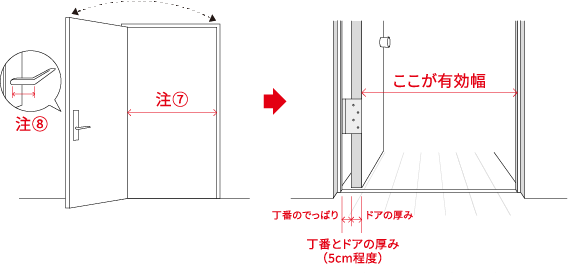 注⑦
注⑧
ここが有効幅
丁番のでっぱり
ドアの厚み
丁番とドアの厚み
（5cm程度）